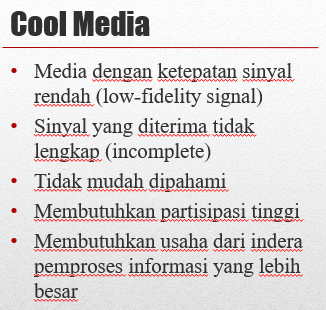 Cool Media
• Media dengan ketepatan sinyal
rendah (low-fidelity signal)
• Sinyal yang diterima tidak
lengkap (incomplete)
• Tidak mudah dipahami
• Membutuhkan partisipasi tinggi
• Membutuhkan usaha dari indera
pemproses informasi yang lebih
besar